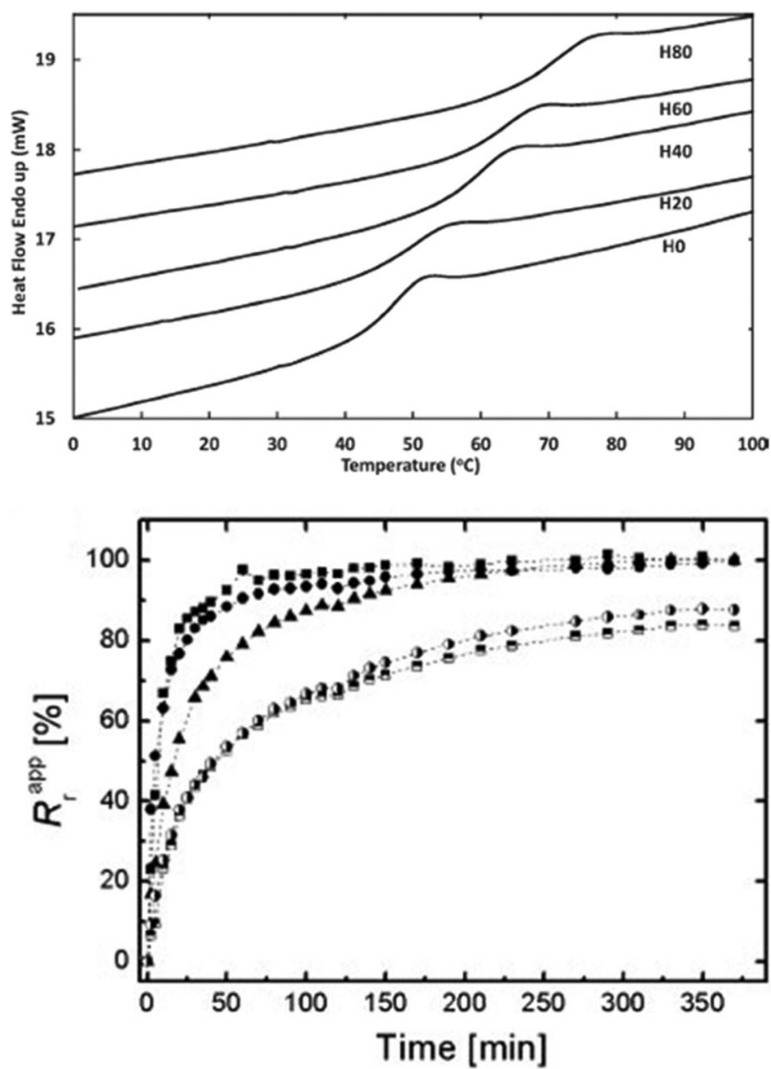 19
18
17
16
15
Heat Flow Endo up (mW)
H80
H60
H40
H20
H0
0 10 20 30 40 50 60 70 80 90 100
Temperature (°C)
100
80
60
40
20
0
R_r^app [%]
0 50 100 150 200 250 300 350
Time [min]